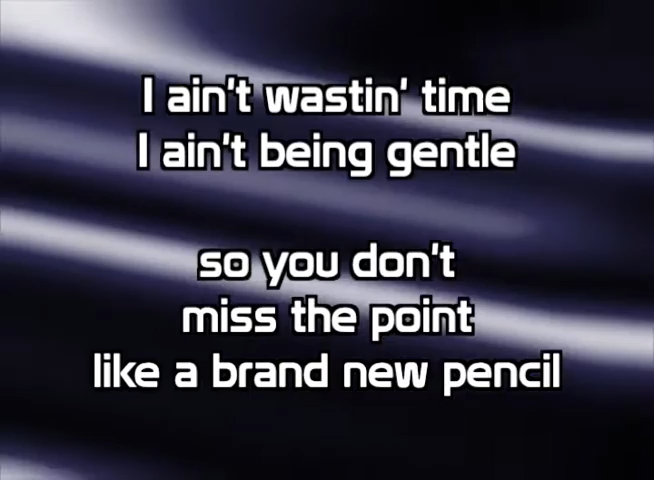 I ain't wastin' time
I ain't being gentle
so you don't
miss the point
like a brand new pencil